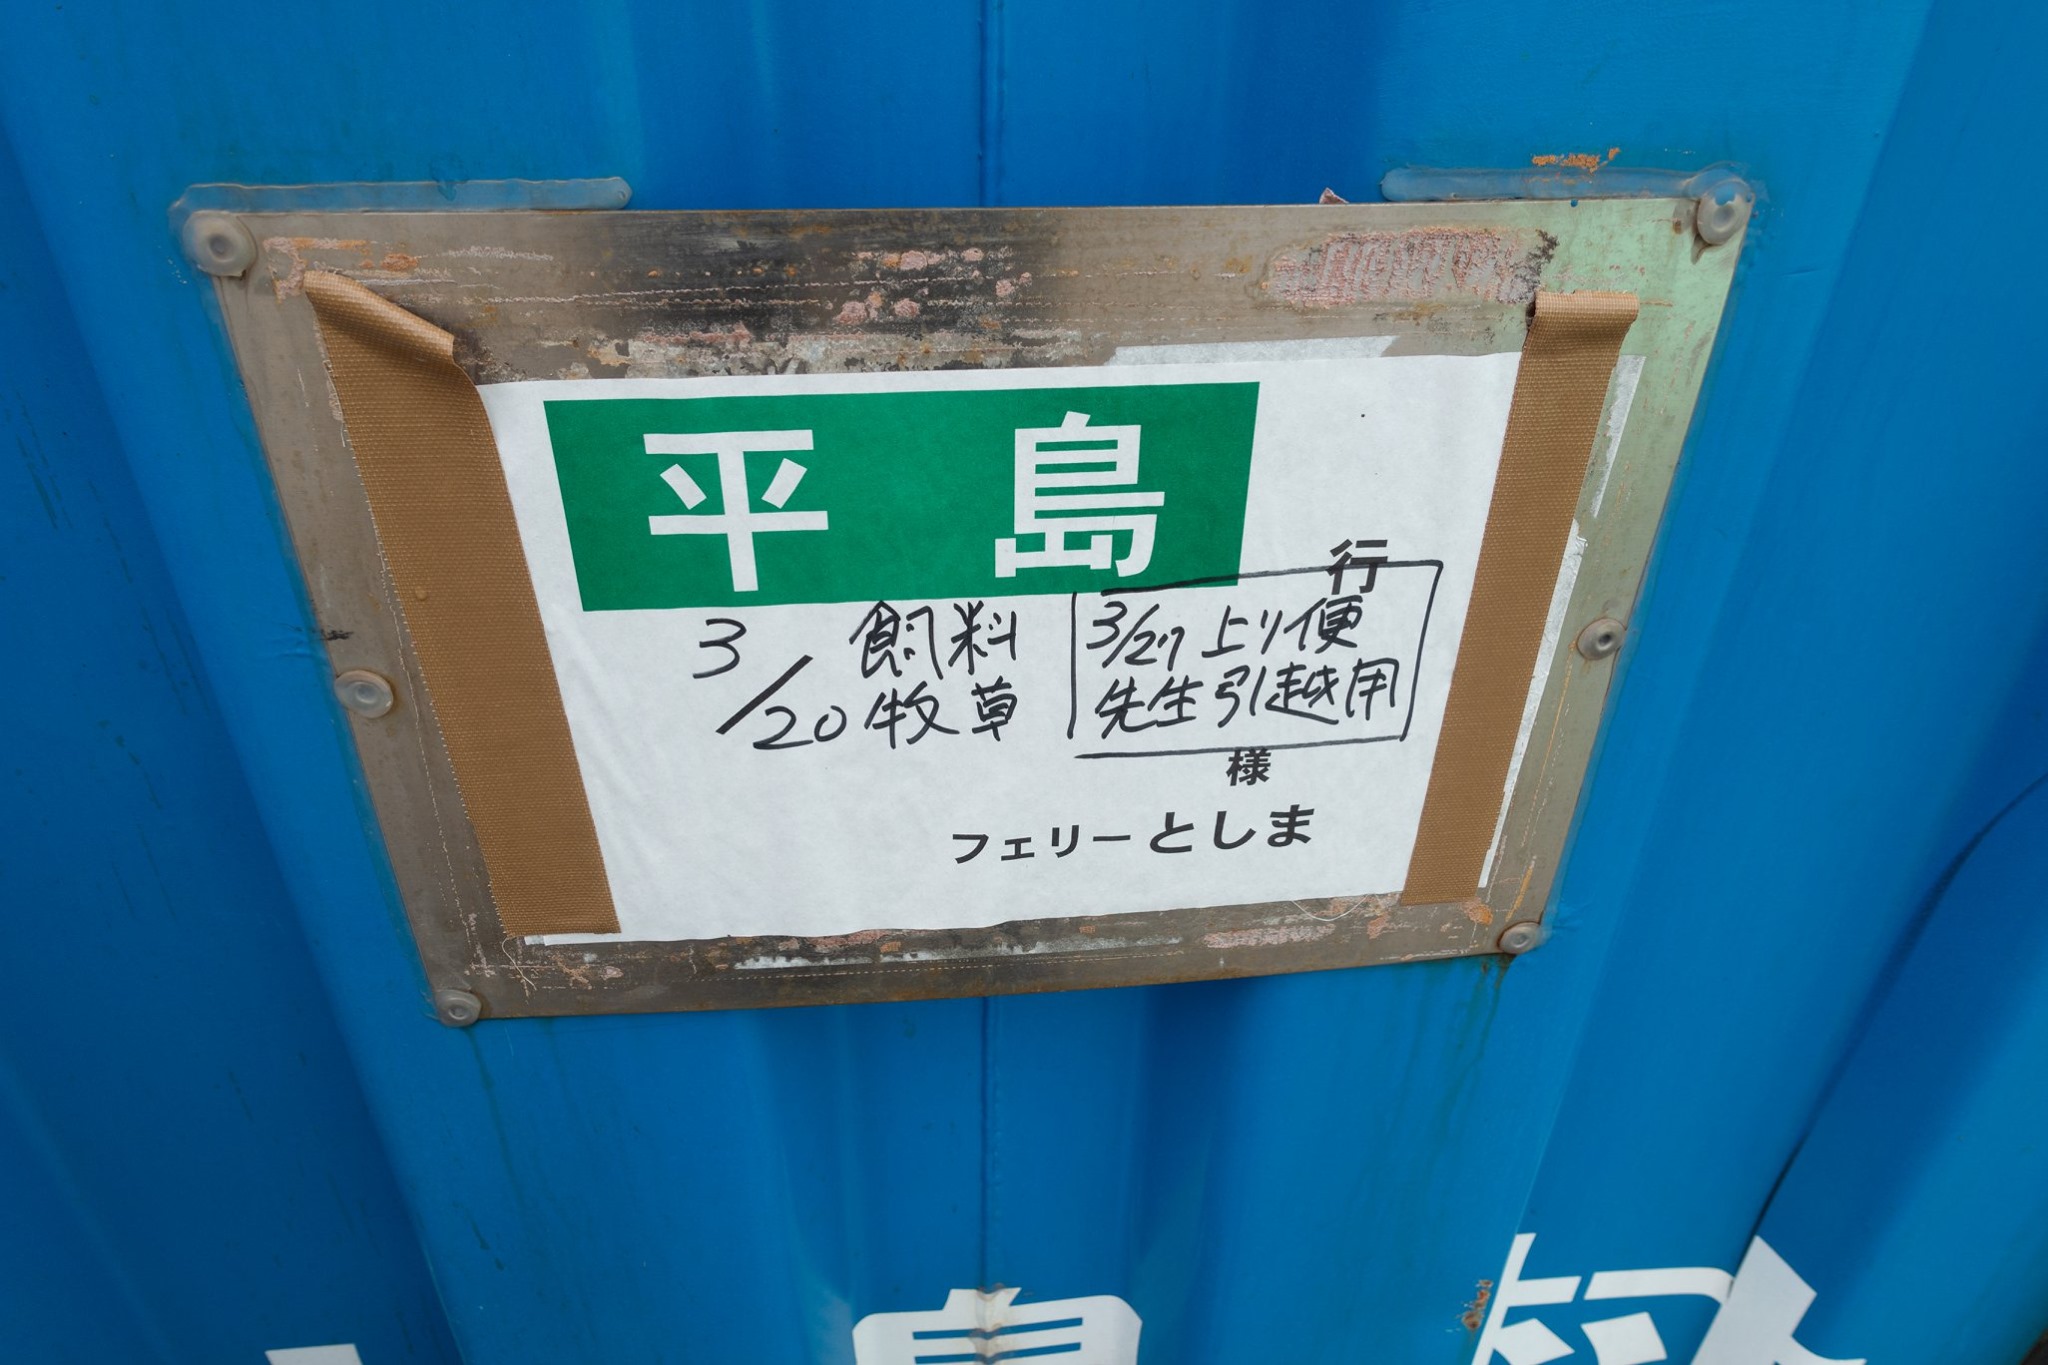 平島
行
3/20 飼料
牧草
3/27 上り便
先生引越用
様
フェリーとしま
島